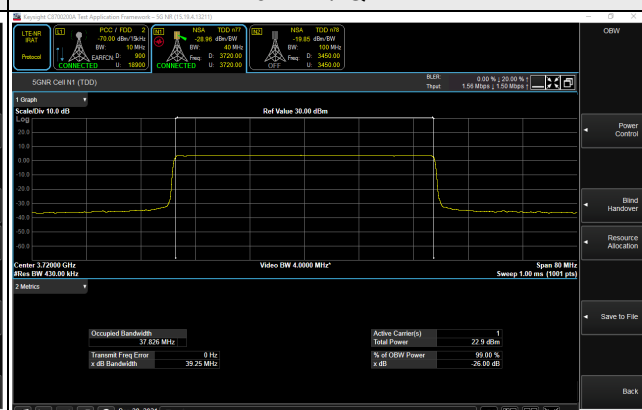 Keysight C8700200A Test Application Framework – 5G NR (15.19.4.13211)
OBW
LTE-NR IRAT
Protocol
L1 PCC / FDD 2
-70.00 dBm/15kHz
BW: 10 MHz
EARFCN D: 900
CONNECTED U: 18900
N1 NSA TDD n77
-28.96 dBm/BW
BW: 40 MHz
Freq D: 3720.00
CONNECTED U: 3720.00
N2 NSA TDD n78
-19.85 dBm/BW
BW: 100 MHz
Freq D: 3450.00
OFF U: 3450.00
5GNR Cell N1 (TDD)
BLER: 0.00 % ↓ 20.00 % ↑
Thput 1.56 Mbps ↓ 1.50 Mbps ↑
1 Graph
Scale/Div 10.0 dB Ref Value 30.00 dBm
Log
20.0
10.0
0.00
-10.0
-20.0
-30.0
-40.0
-50.0
-60.0
Center 3.72000 GHz Video BW 4.0000 MHz* Span 80 MHz
#Res BW 430.00 kHz Sweep 1.00 ms (1001 pts)
2 Metrics
Occupied Bandwidth
37.826 MHz
Transmit Freq Error 0 Hz
x dB Bandwidth 39.25 MHz
Active Carrier(s) 1
Total Power 22.9 dBm
% of OBW Power 99.00 %
x dB -26.00 dB
Power Control
Blind Handover
Resource Allocation
Save to File
Back